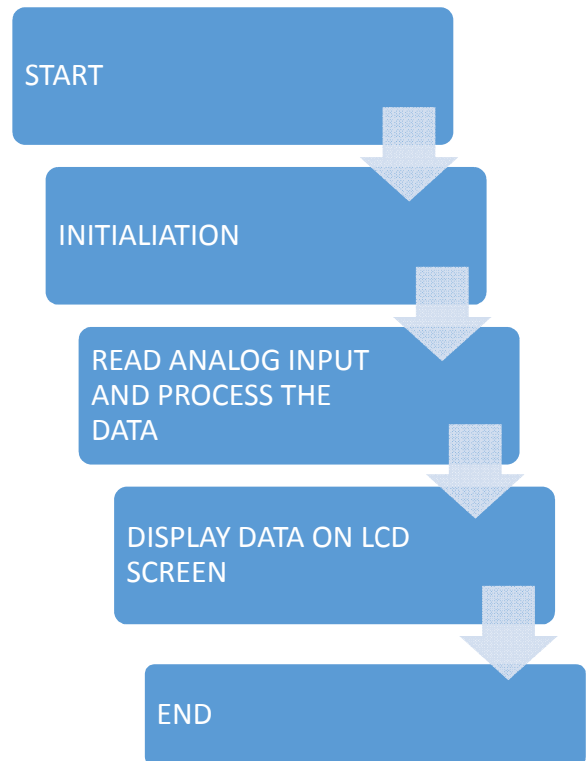 START
INITIALIATION
READ ANALOG INPUT
AND PROCESS THE
DATA
DISPLAY DATA ON LCD
SCREEN
END